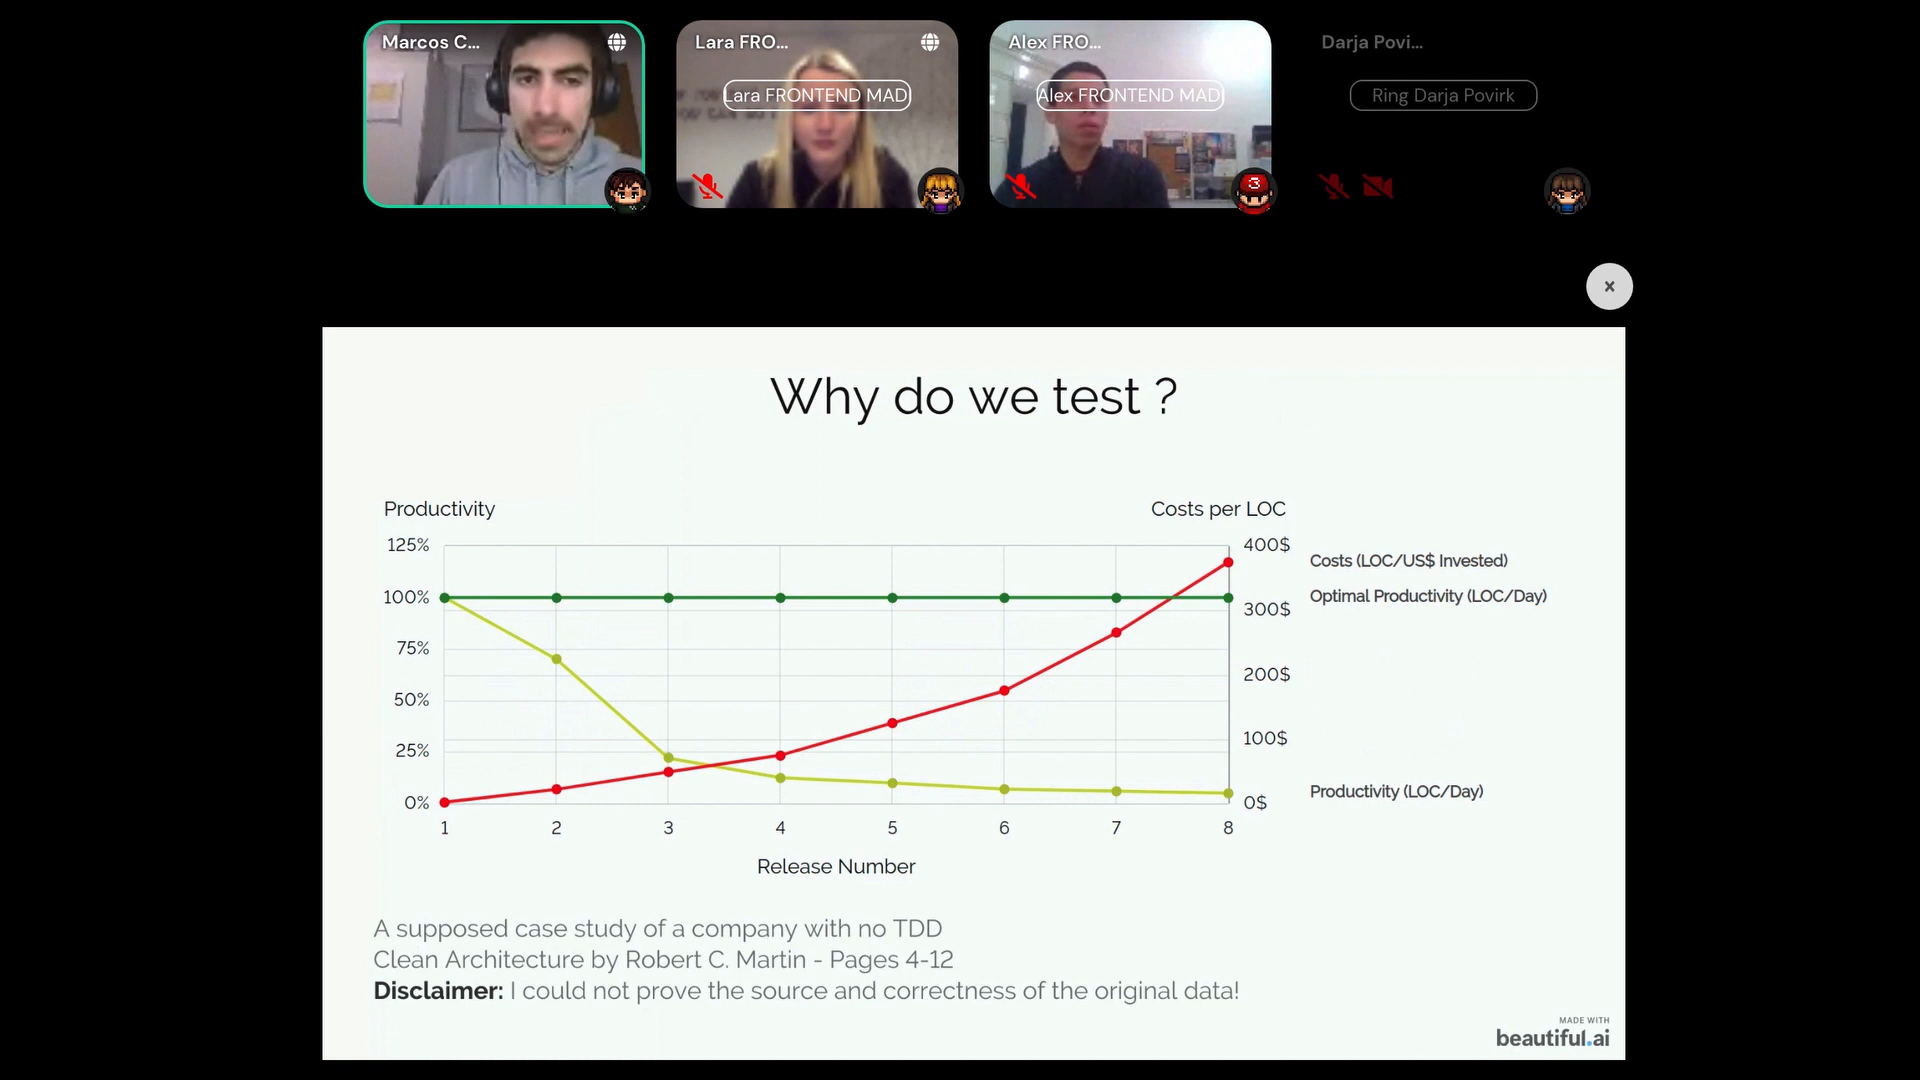 Marcos C...
Lara FRO...
Alex FRO...
Darja Povi...
Lara FRONTEND MAD
Alex FRONTEND MAD
Ring Darja Povirk
3
x
Why do we test ?
Productivity
Costs per LOC
125%
100%
75%
50%
25%
0%
400$
300$
200$
100$
0$
Costs (LOC/US$ Invested)
Optimal Productivity (LOC/Day)
Productivity (LOC/Day)
1 2 3 4 5 6 7 8
Release Number
A supposed case study of a company with no TDD
Clean Architecture by Robert C. Martin - Pages 4-12
Disclaimer: I could not prove the source and correctness of the original data!
MADE WITH
beautiful.ai